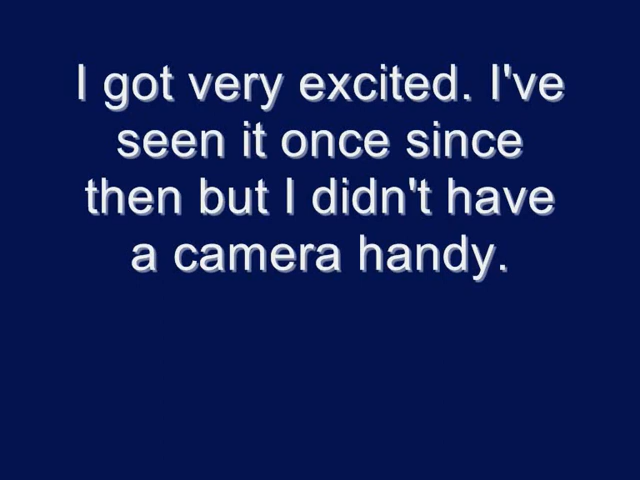 I got very excited. I've
seen it once since
then but I didn't have
a camera handy.